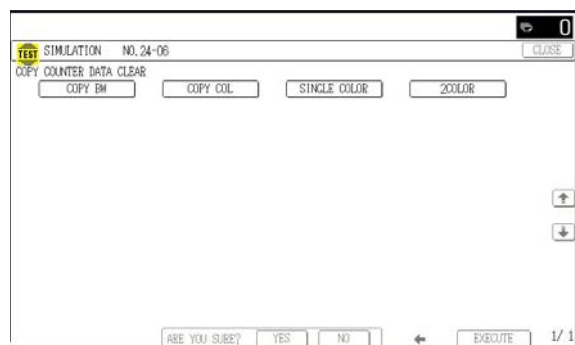 0
TEST SIMULATION NO. 24-06 CLOSE
COPY COUNTER DATA CLEAR
COPY BW COPY COL SINGLE COLOR 2COLOR
ARE YOU SURE? YES NO EXECUTE 1/ 1